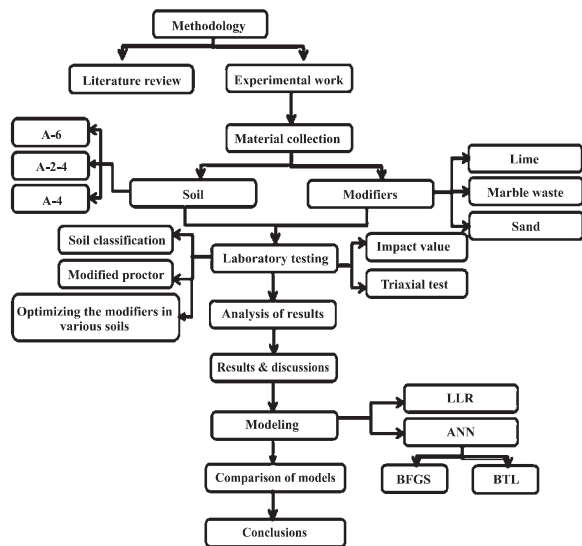 Methodology
Literature review
Experimental work
Material collection
A-6
A-2-4
A-4
Soil
Modifiers
Lime
Marble waste
Sand
Soil classification
Modified proctor
Optimizing the modifiers in
various soils
Laboratory testing
Impact value
Triaxial test
Analysis of results
Results & discussions
Modeling
LLR
ANN
BFGS
BTL
Comparison of models
Conclusions